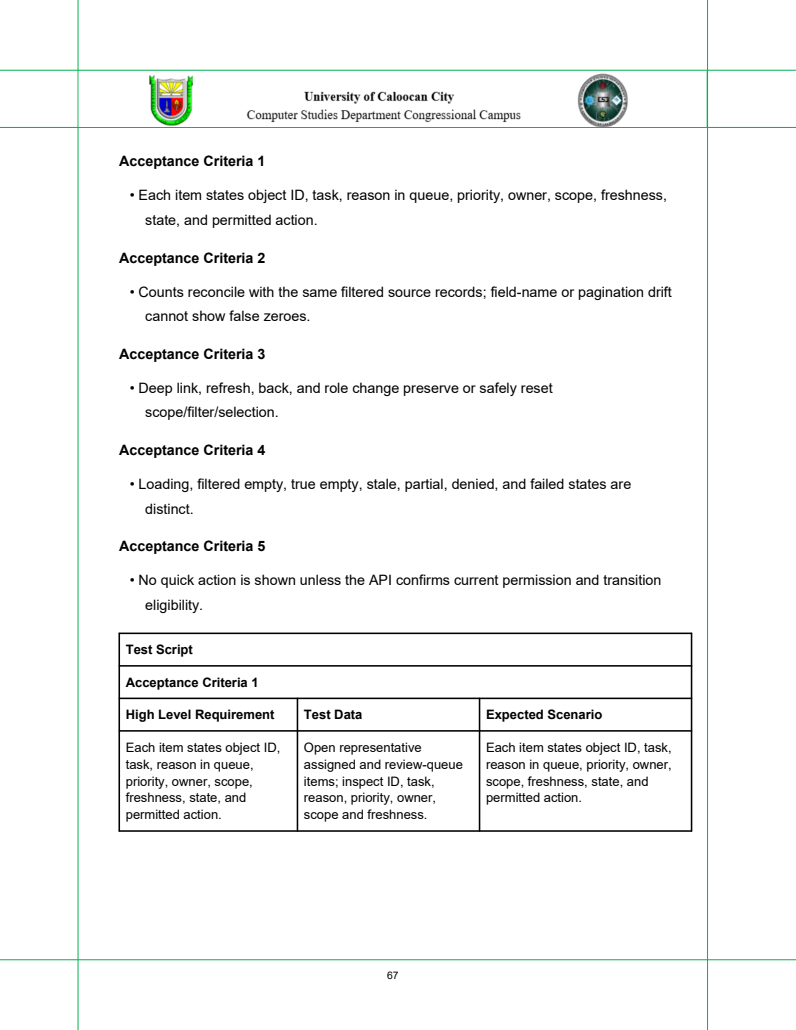 University of Caloocan City
Computer Studies Department Congressional Campus
Acceptance Criteria 1
• Each item states object ID, task, reason in queue, priority, owner, scope, freshness,
state, and permitted action.
Acceptance Criteria 2
• Counts reconcile with the same filtered source records; field-name or pagination drift
cannot show false zeroes.
Acceptance Criteria 3
• Deep link, refresh, back, and role change preserve or safely reset
scope/filter/selection.
Acceptance Criteria 4
• Loading, filtered empty, true empty, stale, partial, denied, and failed states are
distinct.
Acceptance Criteria 5
• No quick action is shown unless the API confirms current permission and transition
eligibility.
Test Script
Acceptance Criteria 1
High Level Requirement
Test Data
Expected Scenario
Each item states object ID,
task, reason in queue,
priority, owner, scope,
freshness, state, and
permitted action.
Open representative
assigned and review-queue
items; inspect ID, task,
reason, priority, owner,
scope and freshness.
Each item states object ID, task,
reason in queue, priority, owner,
scope, freshness, state, and
permitted action.
67